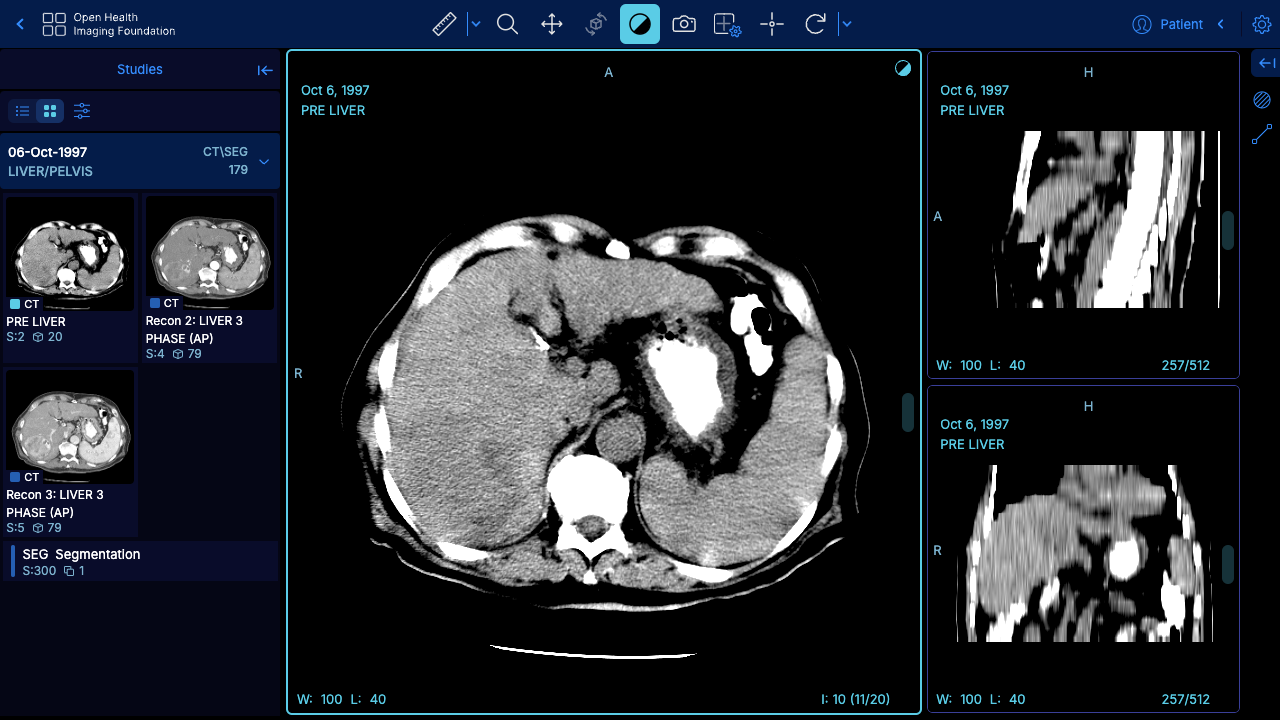 Open Health
Imaging Foundation
Patient
Studies
06-Oct-1997
CT\SEG
LIVER/PELVIS
179
CT
PRE LIVER
S:2
20
CT
Recon 2: LIVER 3
PHASE (AP)
S:4
79
CT
Recon 3: LIVER 3
PHASE (AP)
S:5
79
SEG Segmentation
S:300
1
A
Oct 6, 1997
PRE LIVER
R
W: 100 L: 40
I: 10 (11/20)
H
Oct 6, 1997
PRE LIVER
A
W: 100 L: 40
257/512
H
Oct 6, 1997
PRE LIVER
R
W: 100 L: 40
257/512